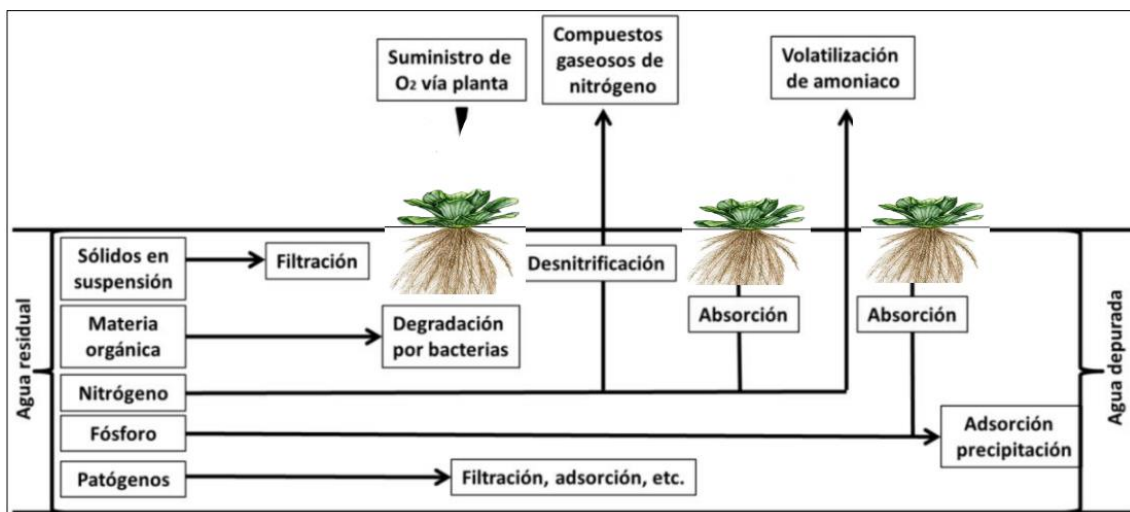 Suministro de
O2 vía planta
Compuestos
gaseosos de
nitrógeno
Volatilización
de amoniaco
Agua residual
Sólidos en
suspensión
Filtración
Desnitrificación
Materia
orgánica
Degradación
por bacterias
Absorción
Absorción
Nitrógeno
Fósforo
Adsorción
precipitación
Patógenos
Filtración, adsorción, etc.
Agua depurada